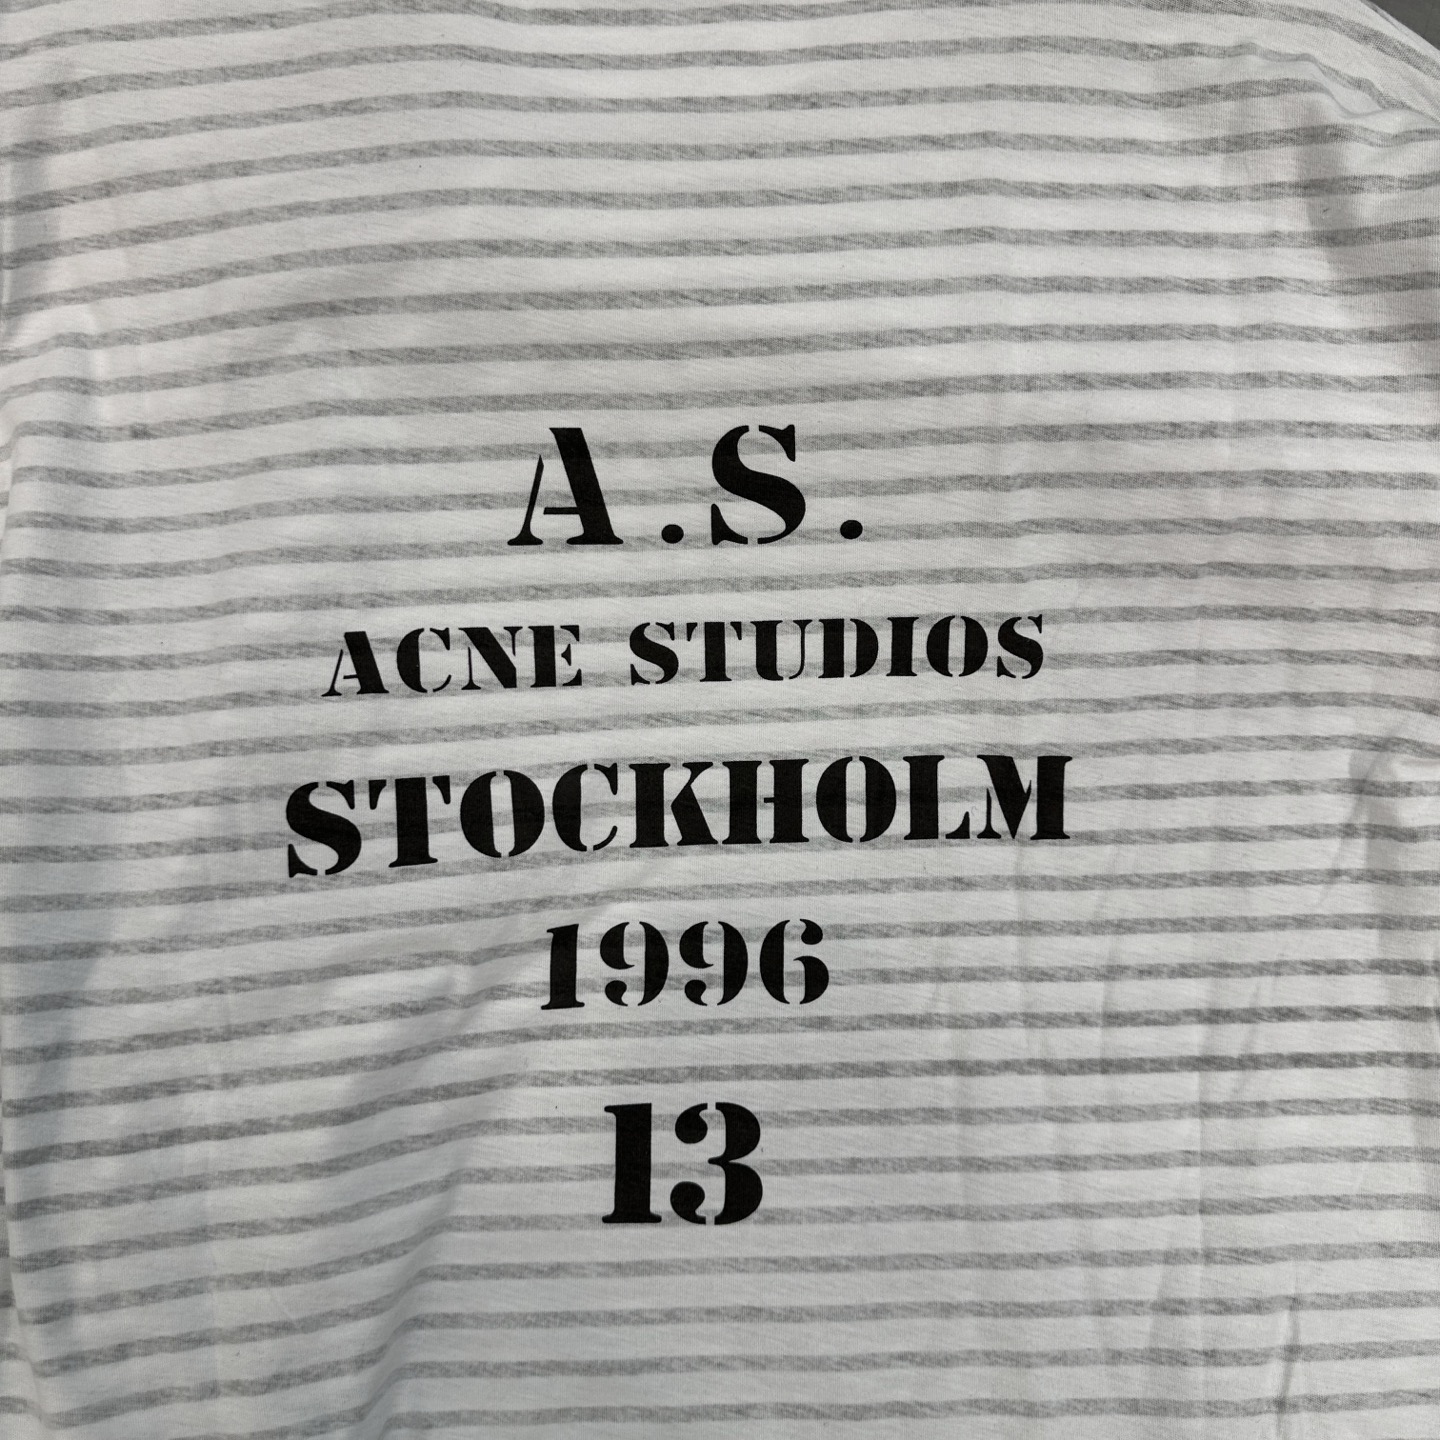 A.S.
ACNE STUDIOS
STOCKHOLM
1996
13